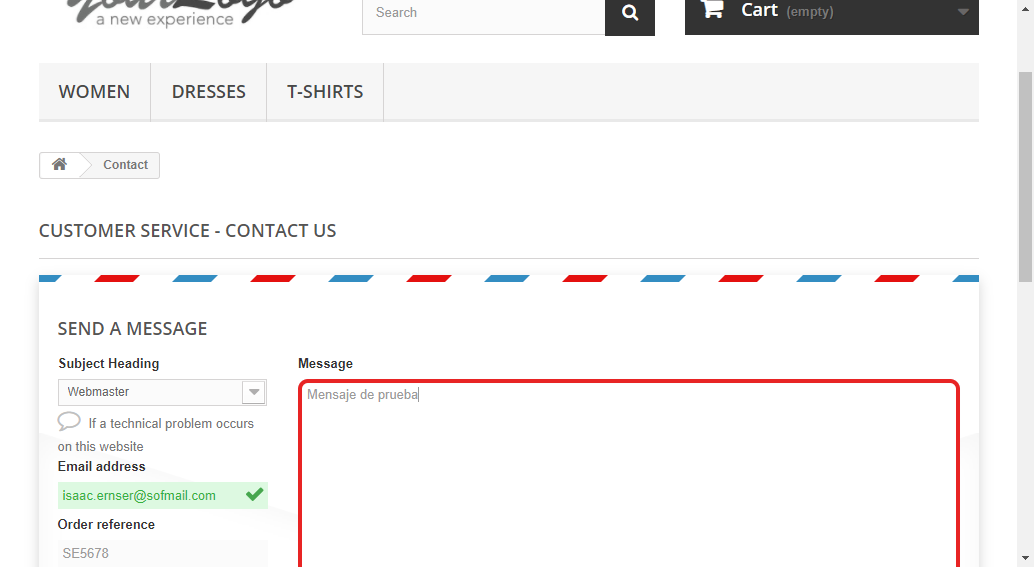 yourLogo
a new experience
Search
Cart (empty)
WOMEN DRESSES T-SHIRTS
Contact
CUSTOMER SERVICE - CONTACT US
SEND A MESSAGE
Subject Heading
Webmaster
If a technical problem occurs
on this website
Email address
isaac.ernser@sofmail.com
Order reference
SE5678
Message
Mensaje de prueba